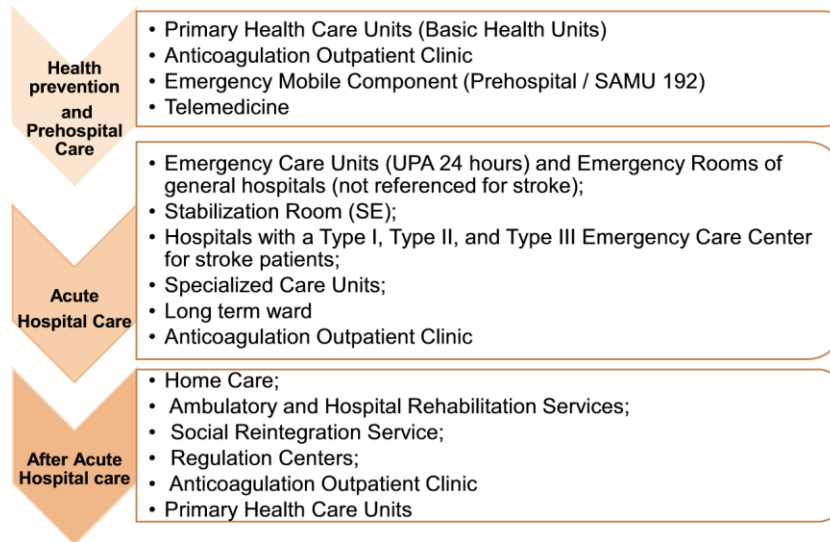 Health
prevention
and
Prehospital
Care
• Primary Health Care Units (Basic Health Units)
• Anticoagulation Outpatient Clinic
• Emergency Mobile Component (Prehospital / SAMU 192)
• Telemedicine
Acute
Hospital Care
• Emergency Care Units (UPA 24 hours) and Emergency Rooms of
general hospitals (not referenced for stroke);
• Stabilization Room (SE);
• Hospitals with a Type I, Type II, and Type III Emergency Care Center
for stroke patients;
• Specialized Care Units;
• Long term ward
• Anticoagulation Outpatient Clinic
After Acute
Hospital care
• Home Care;
• Ambulatory and Hospital Rehabilitation Services;
• Social Reintegration Service;
• Regulation Centers;
• Anticoagulation Outpatient Clinic
• Primary Health Care Units